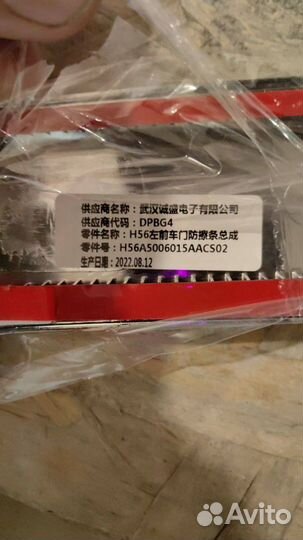 供应商名称：武汉诚盛电子有限公司
供应商代码：DPBG4
零件名称：H56左前车门防擦条总成
零件号：H56A5006015AACS02
生产日期：2022.08.12
Avito